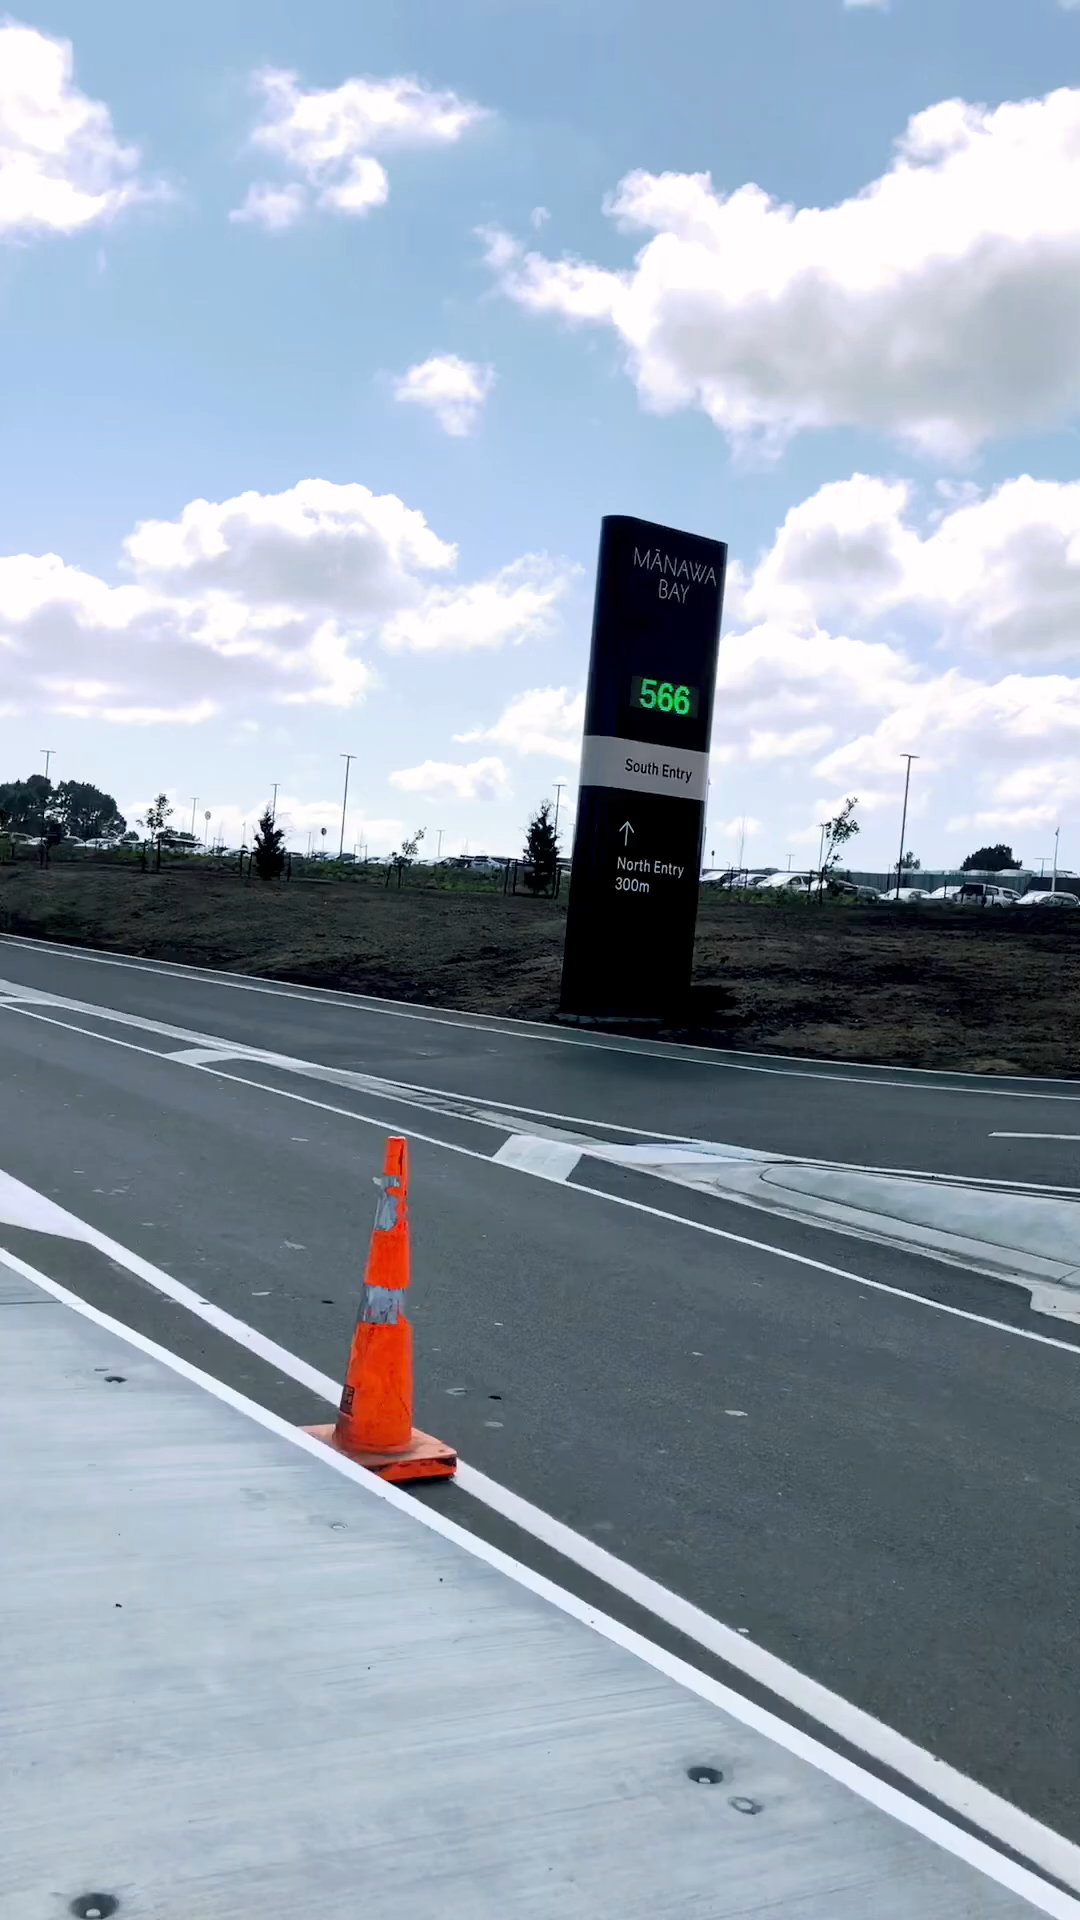 MĀNAWA
BAY
566
South Entry
↑
North Entry
300m